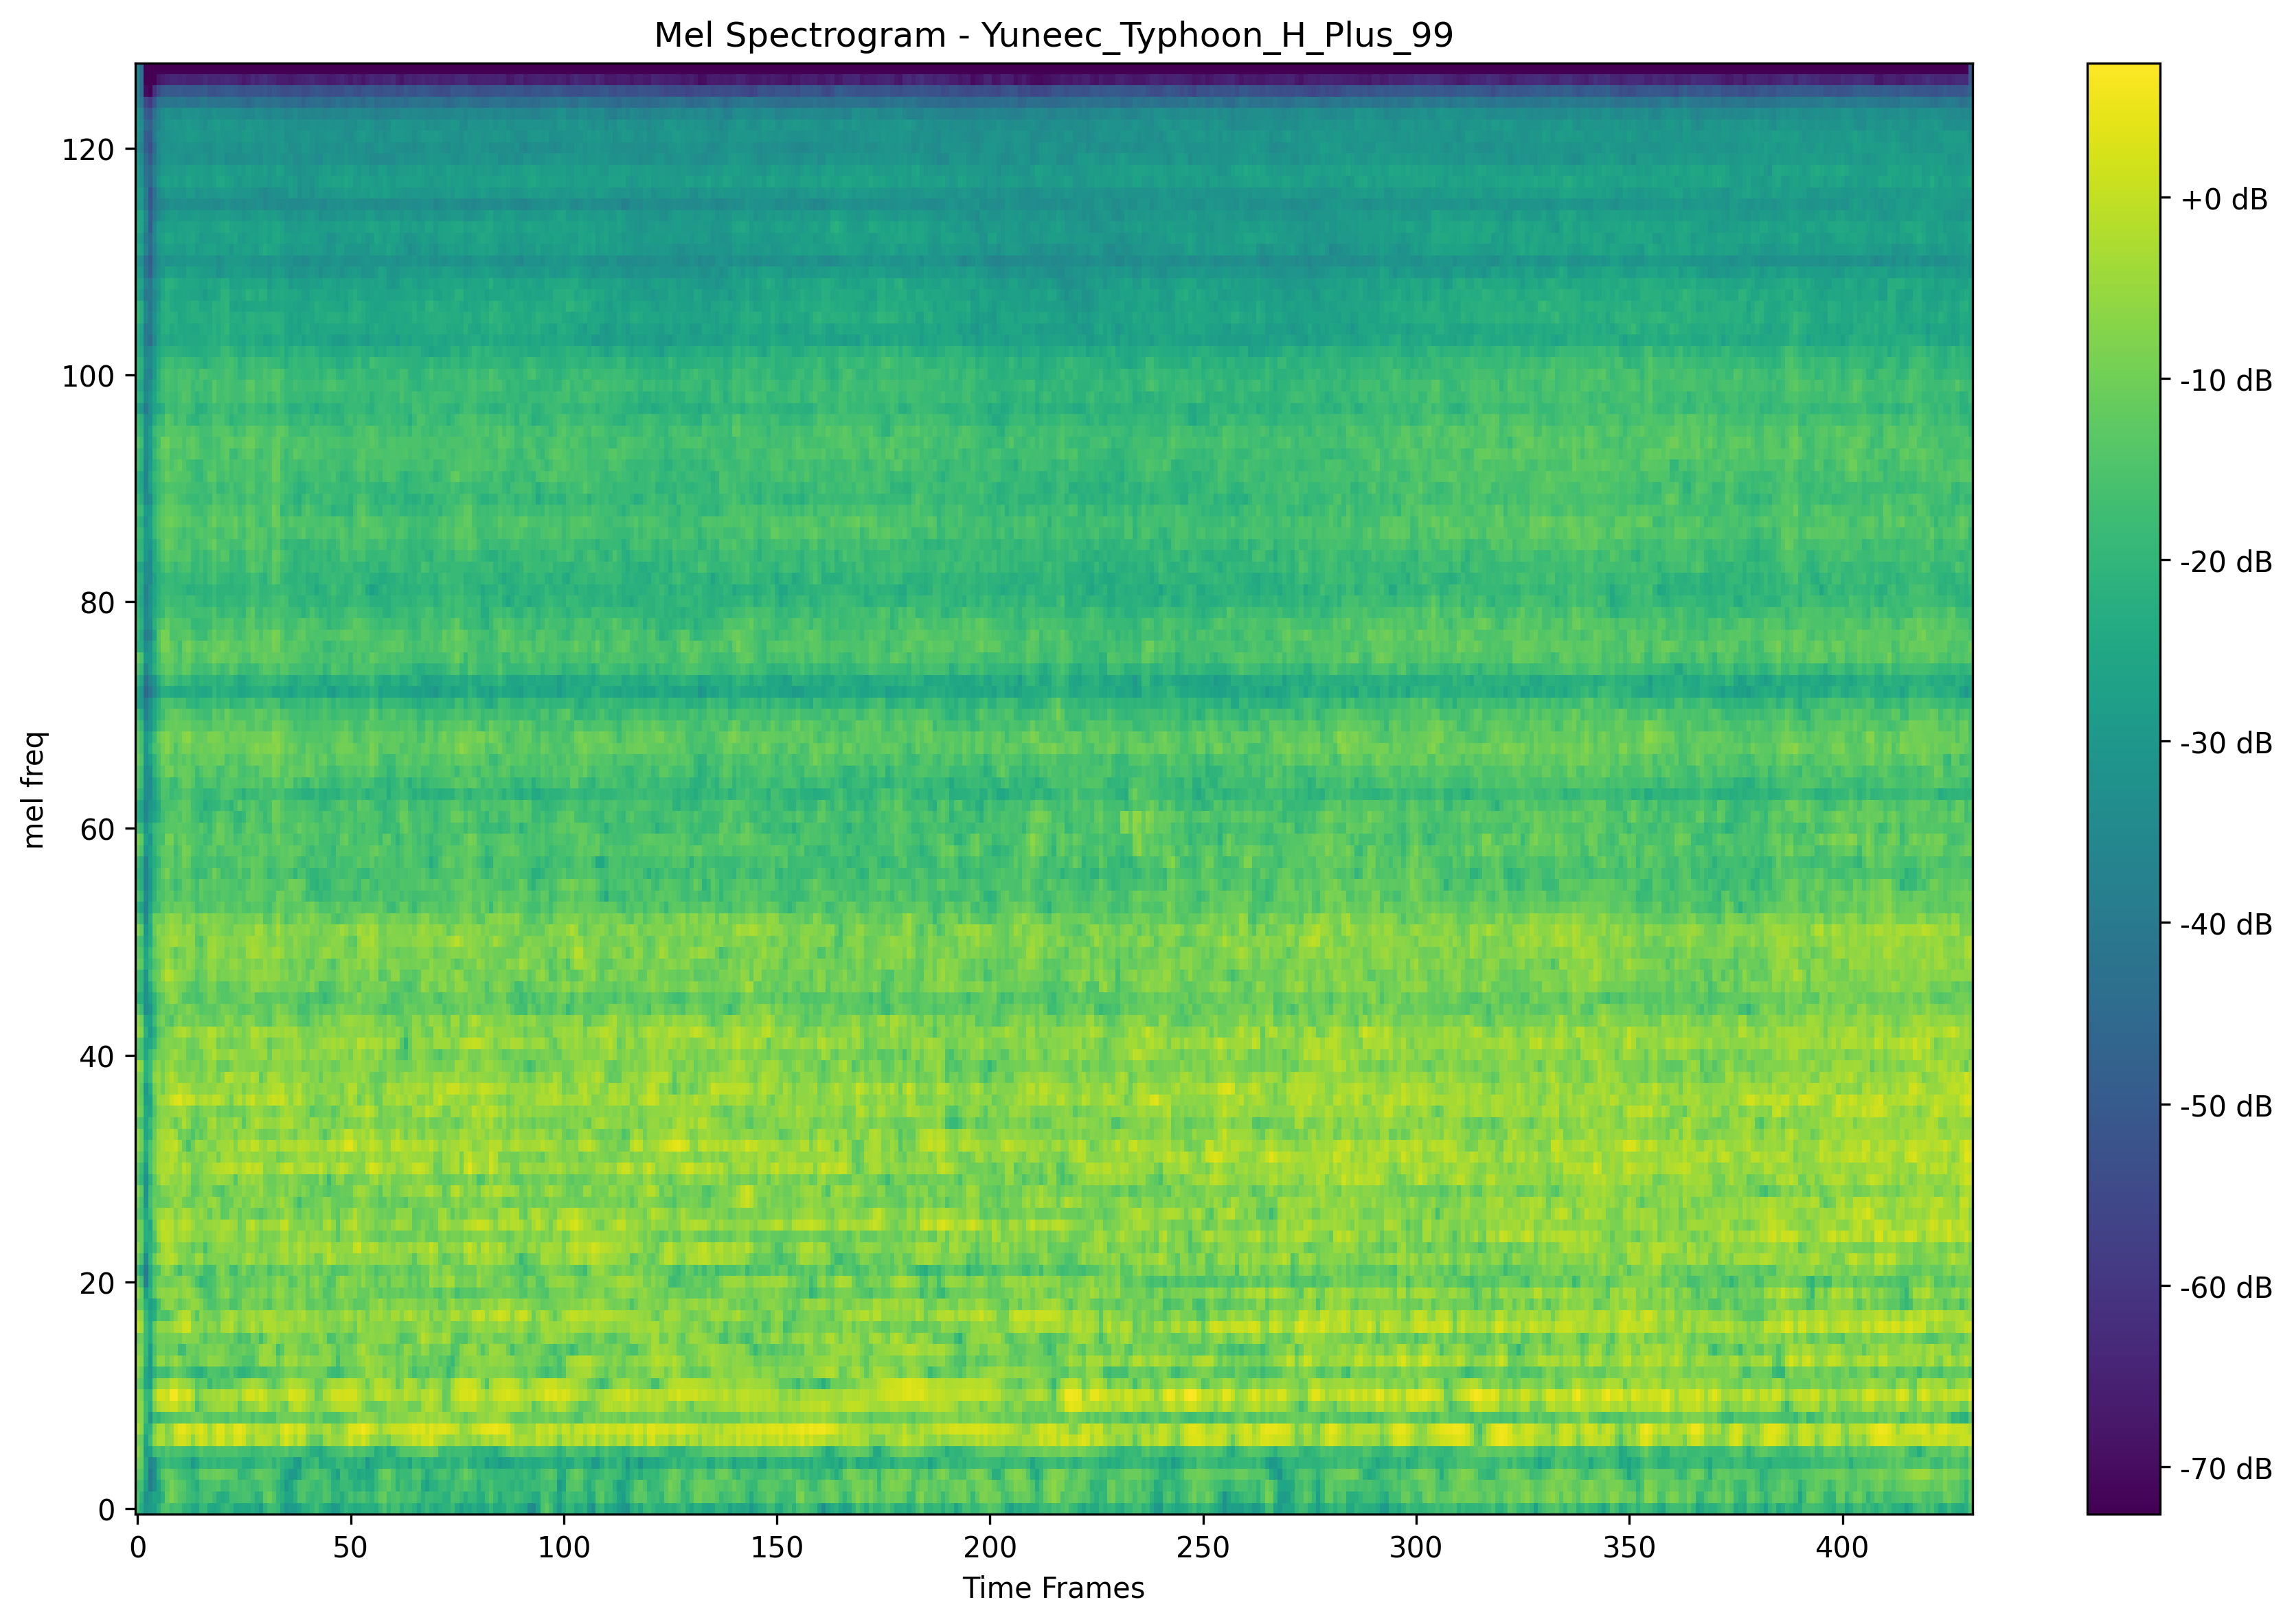 Mel Spectrogram - Yuneec_Typhoon_H_Plus_99
mel freq
120
100
80
60
40
20
0
0 50 100 150 200 250 300 350 400
Time Frames
+0 dB
-10 dB
-20 dB
-30 dB
-40 dB
-50 dB
-60 dB
-70 dB